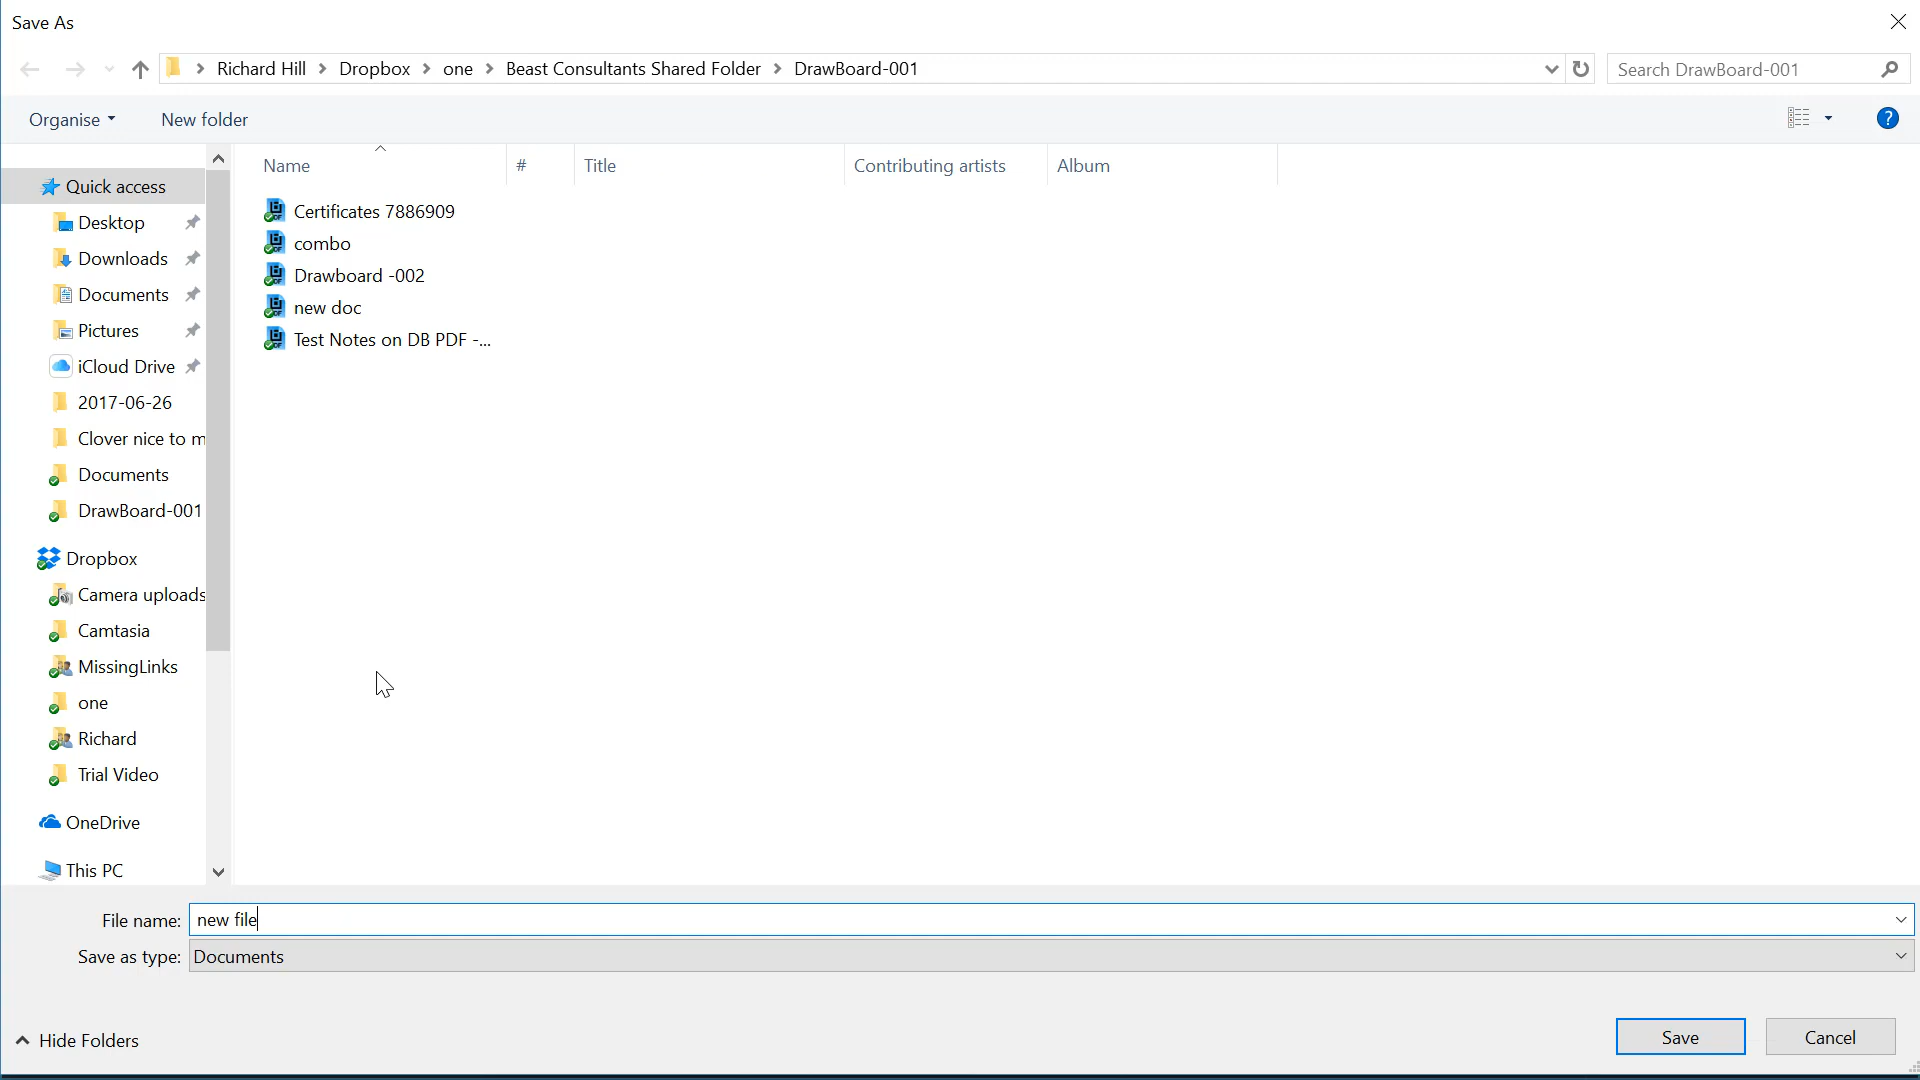 Save As
Richard Hill > Dropbox > one > Beast Consultants Shared Folder > DrawBoard-001
Search DrawBoard-001
Organise
New folder
?
Name
#
Title
Contributing artists
Album
Quick access
Desktop
Downloads
Documents
Pictures
iCloud Drive
2017-06-26
Clover nice to m
Documents
DrawBoard-001
Dropbox
Camera uploads
Camtasia
MissingLinks
one
Richard
Trial Video
OneDrive
This PC
Certificates 7886909
combo
Drawboard -002
new doc
Test Notes on DB PDF -...
File name: new file
Save as type: Documents
Hide Folders
Save
Cancel